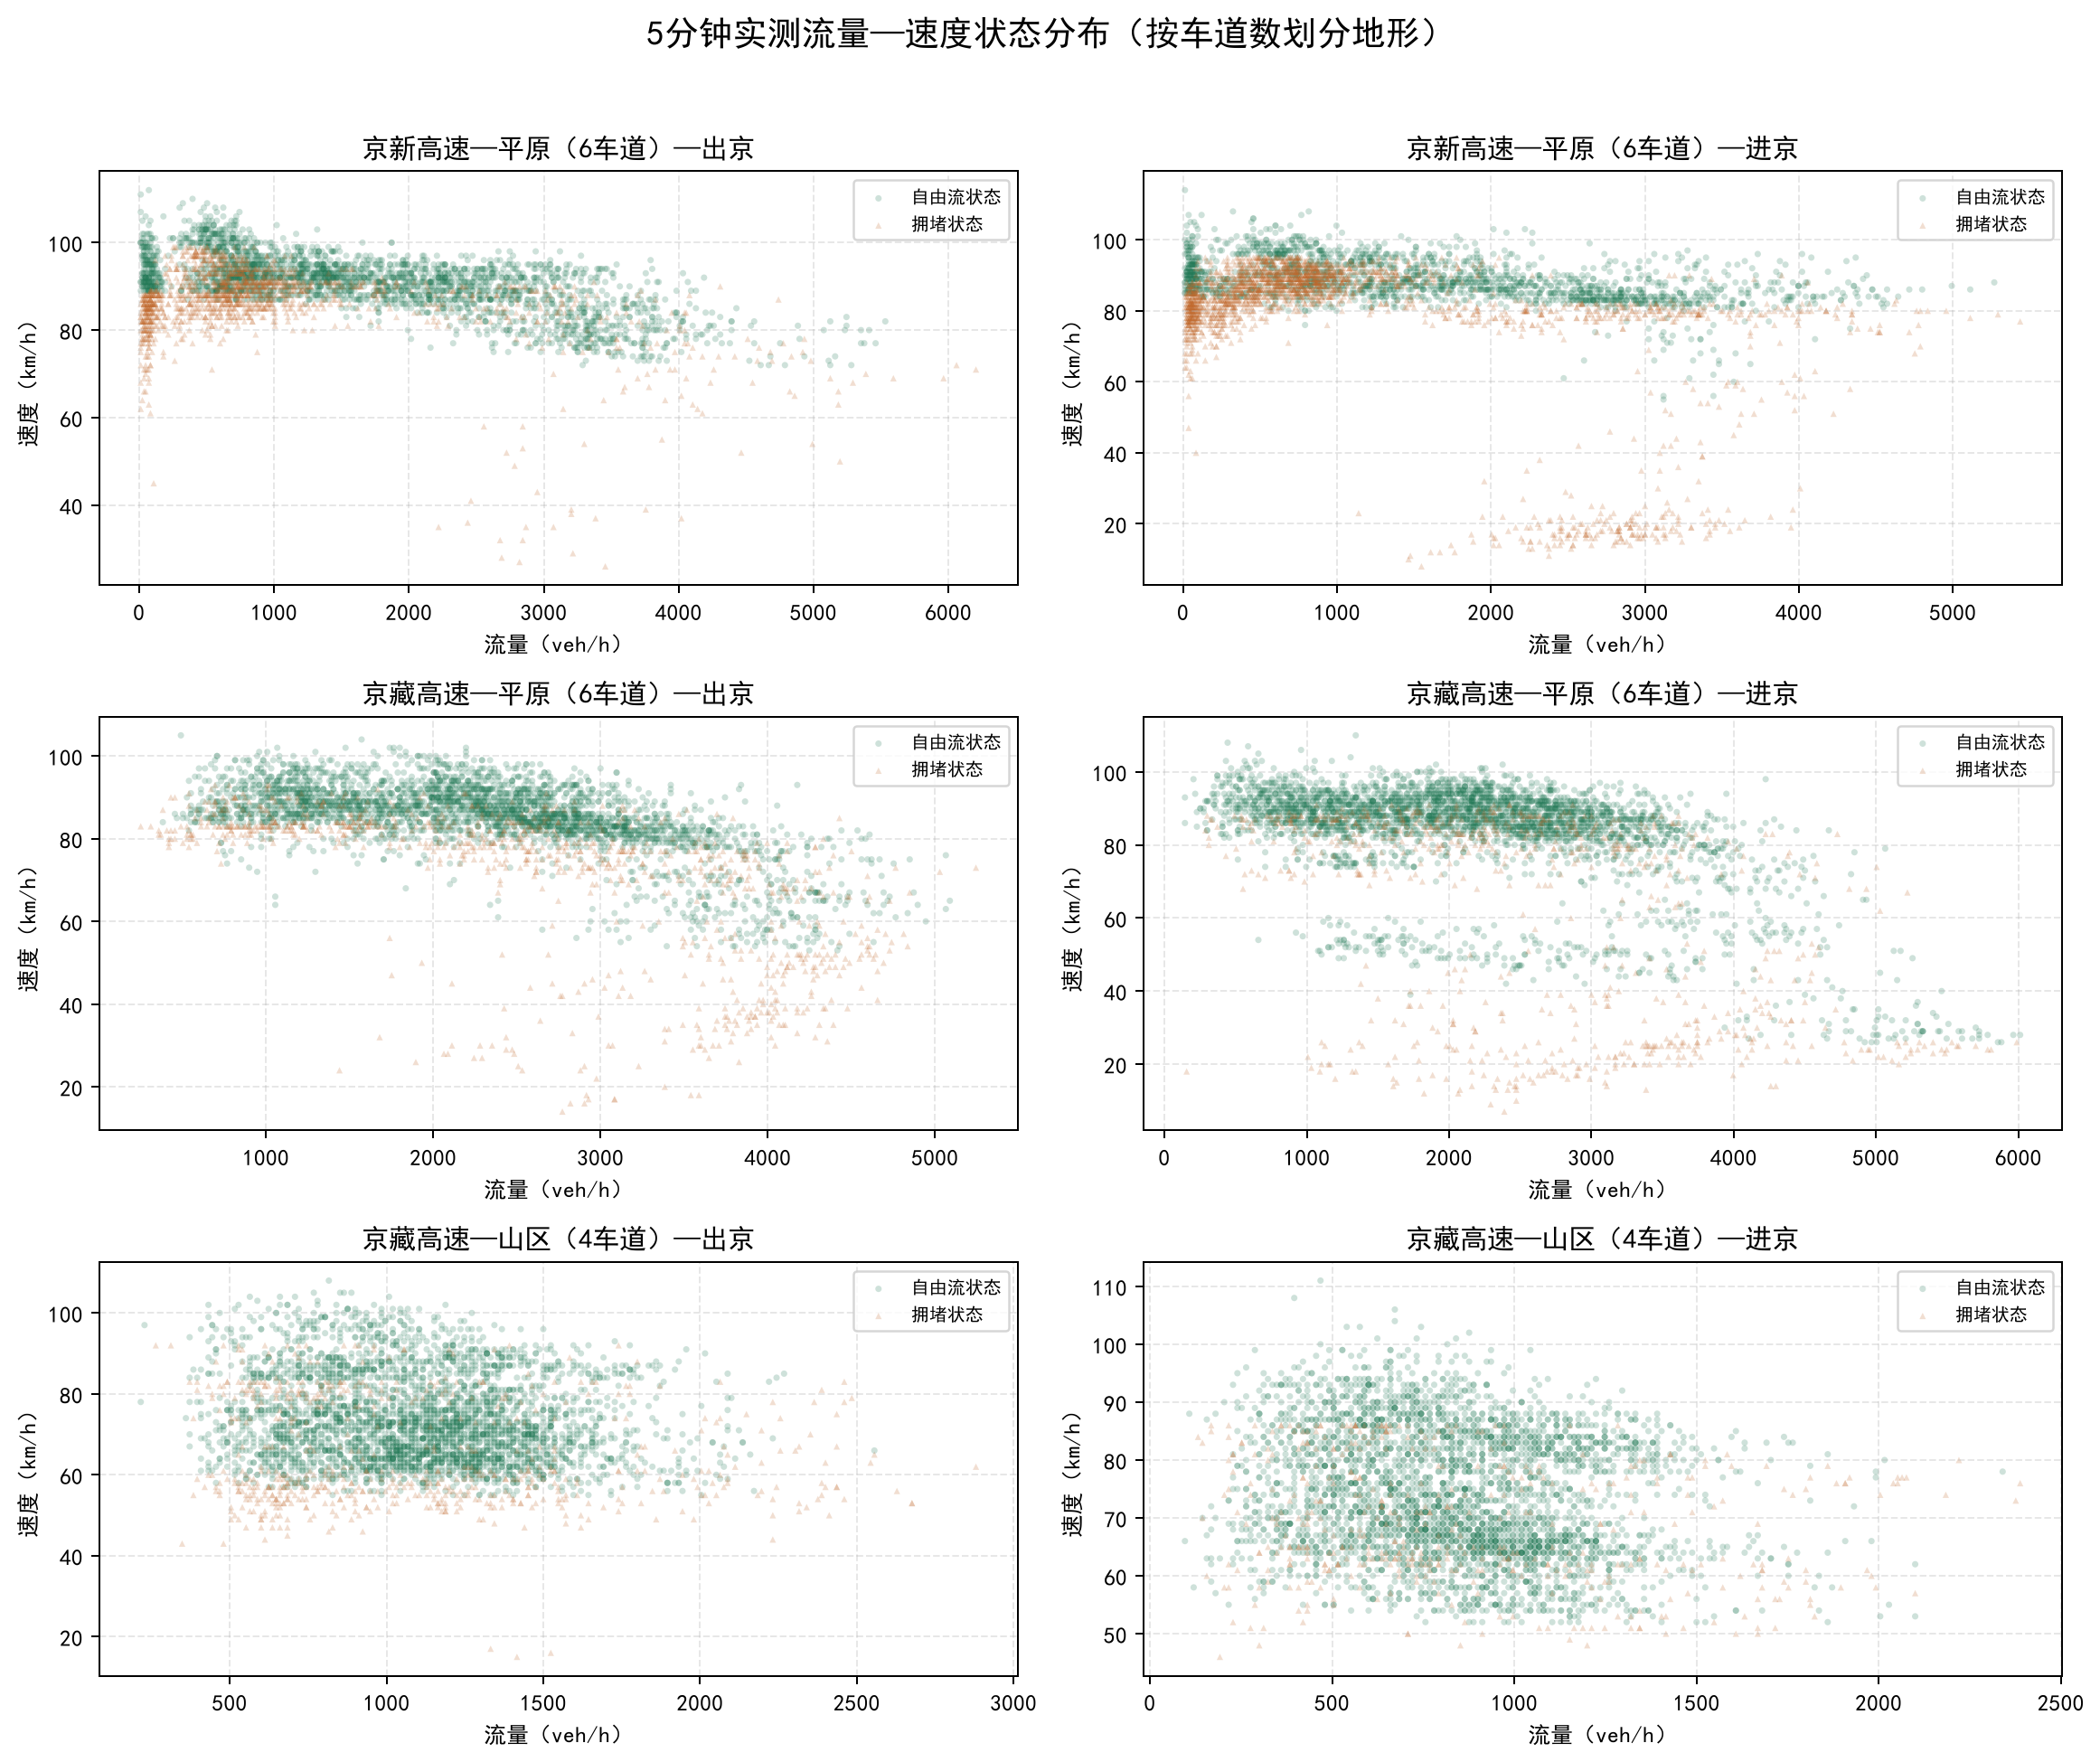 5分钟实测流量—速度状态分布（按车道数划分地形）
京新高速—平原（6车道）—出京
自由流状态
拥堵状态
100
80
60
40
速度（km/h）
0 1000 2000 3000 4000 5000 6000
流量（veh/h）
京新高速—平原（6车道）—进京
自由流状态
拥堵状态
100
80
60
40
20
速度（km/h）
0 1000 2000 3000 4000 5000
流量（veh/h）
京藏高速—平原（6车道）—出京
自由流状态
拥堵状态
100
80
60
40
20
速度（km/h）
1000 2000 3000 4000 5000
流量（veh/h）
京藏高速—平原（6车道）—进京
自由流状态
拥堵状态
100
80
60
40
20
速度（km/h）
0 1000 2000 3000 4000 5000 6000
流量（veh/h）
京藏高速—山区（4车道）—出京
自由流状态
拥堵状态
100
80
60
40
20
速度（km/h）
500 1000 1500 2000 2500 3000
流量（veh/h）
京藏高速—山区（4车道）—进京
自由流状态
拥堵状态
110
100
90
80
70
60
50
速度（km/h）
0 500 1000 1500 2000 2500
流量（veh/h）